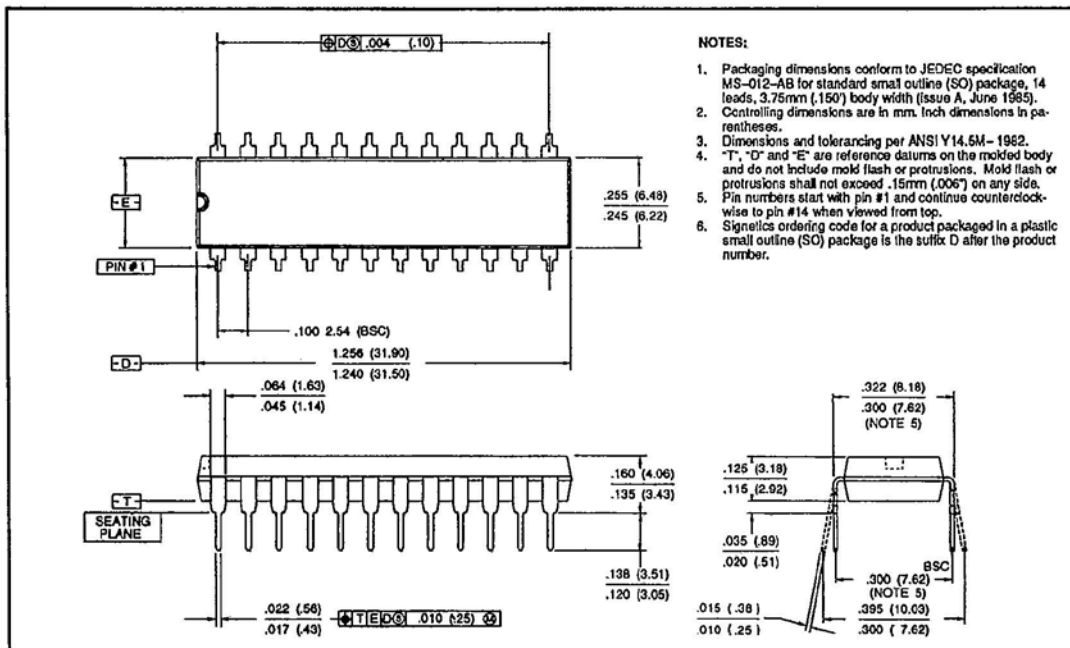 ⌖ D Ⓢ .004 (.10)
NOTES:
1. Packaging dimensions conform to JEDEC specification
MS-012-AB for standard small outline (SO) package, 14
leads, 3.75mm (.150') body width (issue A, June 1985).
2. Controlling dimensions are in mm. Inch dimensions in pa-
rentheses.
3. Dimensions and tolerancing per ANSI Y14.5M- 1982.
4. "T", "D" and "E" are reference datums on the molded body
and do not include mold flash or protrusions. Mold flash or
protrusions shall not exceed .15mm (.006") on any side.
5. Pin numbers start with pin #1 and continue counterclock-
wise to pin #14 when viewed from top.
6. Signetics ordering code for a product packaged in a plastic
small outline (SO) package is the suffix D after the product
number.
-E-
.255 (6.48)
.245 (6.22)
PIN #1
.100 2.54 (BSC)
-D-
1.256 (31.90)
1.240 (31.50)
.064 (1.63)
.045 (1.14)
.322 (8.18)
.300 (7.62)
(NOTE 5)
.160 (4.06)
.135 (3.43)
.125 (3.18)
.115 (2.92)
-T-
SEATING
PLANE
.035 (.89)
.020 (.51)
.138 (3.51)
.120 (3.05)
BSC
.300 (7.62)
(NOTE 5)
.022 (.56)
.017 (.43)
T E D Ⓢ .010 (.25)
.015 (.38)
.010 (.25)
.395 (10.03)
.300 ( 7.62)